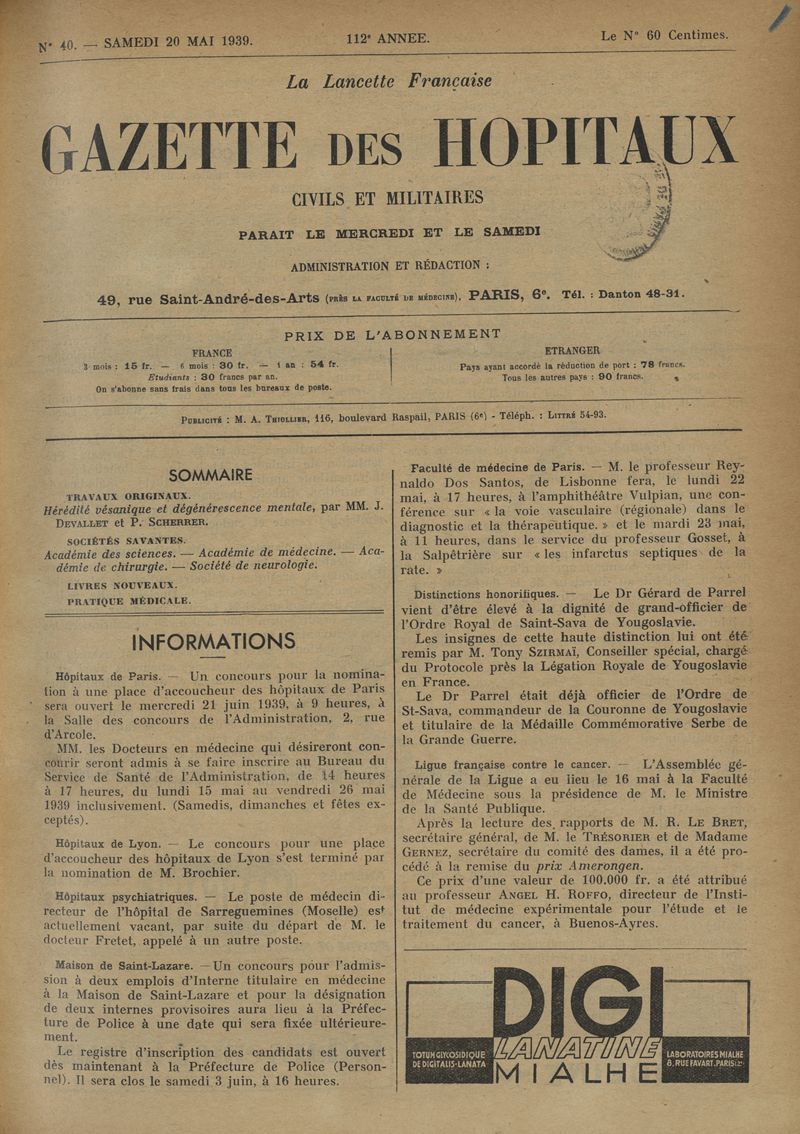 N° 40. — SAMEDI 20 MAI 1939.
112e ANNEE.
Le N° 60 Centimes.
La Lancette Française
GAZETTE DES HOPITAUX
CIVILS ET MILITAIRES
PARAIT LE MERCREDI ET LE SAMEDI
ADMINISTRATION ET RÉDACTION :
49, rue Saint-André-des-Arts (PRÈS LA FACULTÉ DE MÉDECINE), PARIS, 6e. Tél. : Danton 48-31.
PRIX DE L'ABONNEMENT
FRANCE
3 mois : 15 fr. — 6 mois : 30 fr. — 1 an : 54 fr.
Etudiants : 30 francs par an.
On s'abonne sans frais dans tous les bureaux de poste.
ETRANGER
Pays ayant accordé la réduction de port : 78 francs.
Tous les autres pays : 90 francs.
PUBLICITÉ : M. A. THIOLLIER, 116, boulevard Raspail, PARIS (6e) - Téléph. : LITTRÉ 54-93.
SOMMAIRE
TRAVAUX ORIGINAUX.
Hérédité vésanique et dégénérescence mentale, par MM. J.
DEVALLET et P. SCHERRER.
SOCIÉTÉS SAVANTES.
Académie des sciences. — Académie de médecine. — Aca-
démie de chirurgie. — Société de neurologie.
LIVRES NOUVEAUX.
PRATIQUE MÉDICALE.
INFORMATIONS
Hôpitaux de Paris. — Un concours pour la nomina-
tion à une place d'accoucheur des hôpitaux de Paris
sera ouvert le mercredi 21 juin 1939, à 9 heures, à
la Salle des concours de l'Administration, 2, rue
d'Arcole.
MM. les Docteurs en médecine qui désireront con-
courir seront admis à se faire inscrire au Bureau du
Service de Santé de l'Administration, de 14 heures
à 17 heures, du lundi 15 mai au vendredi 26 mai
1939 inclusivement. (Samedis, dimanches et fêtes ex-
ceptés).
Hôpitaux de Lyon. — Le concours pour une place
d'accoucheur des hôpitaux de Lyon s'est terminé par
la nomination de M. Brochier.
Hôpitaux psychiatriques. — Le poste de médecin di-
recteur de l'hôpital de Sarreguemines (Moselle) est
actuellement vacant, par suite du départ de M. le
docteur Fretet, appelé à un autre poste.
Maison de Saint-Lazare. — Un concours pour l'admis-
sion à deux emplois d'Interne titulaire en médecine
à la Maison de Saint-Lazare et pour la désignation
de deux internes provisoires aura lieu à la Préfec-
ture de Police à une date qui sera fixée ultérieure-
ment.
Le registre d'inscription des candidats est ouvert
dès maintenant à la Préfecture de Police (Person-
nel). Il sera clos le samedi 3 juin, à 16 heures.
Faculté de médecine de Paris. — M. le professeur Rey-
naldo Dos Santos, de Lisbonne fera, le lundi 22
mai, à 17 heures, à l'amphithéâtre Vulpian, une con-
férence sur « la voie vasculaire (régionale) dans le
diagnostic et la thérapeutique. » et le mardi 23 mai,
à 11 heures, dans le service du professeur Gosset, à
la Salpêtrière sur « les infarctus septiques de la
rate. »
Distinctions honorifiques. — Le Dr Gérard de Parrel
vient d'être élevé à la dignité de grand-officier de
l'Ordre Royal de Saint-Sava de Yougoslavie.
Les insignes de cette haute distinction lui ont été
remis par M. Tony SZIRMAÏ, Conseiller spécial, chargé
du Protocole près la Légation Royale de Yougoslavie
en France.
Le Dr Parrel était déjà officier de l'Ordre de
St-Sava, commandeur de la Couronne de Yougoslavie
et titulaire de la Médaille Commémorative Serbe de
la Grande Guerre.
Ligue française contre le cancer. — L'Assemblée gé-
nérale de la Ligue a eu lieu le 16 mai à la Faculté
de Médecine sous la présidence de M. le Ministre
de la Santé Publique.
Après la lecture des rapports de M. R. LE BRET,
secrétaire général, de M. le TRÉSORIER et de Madame
GERNEZ, secrétaire du comité des dames, il a été pro-
cédé à la remise du prix Amerongen.
Ce prix d'une valeur de 100.000 fr. a été attribué
au professeur ANGEL H. ROFFO, directeur de l'Insti-
tut de médecine expérimentale pour l'étude et le
traitement du cancer, à Buenos-Ayres.
DIGI
LANATINE
MIALHE
TOTUM GLYCOSIDIQUE
DE DIGITALIS-LANATA
LABORATOIRES MIALHE
8, RUE FAVART, PARIS